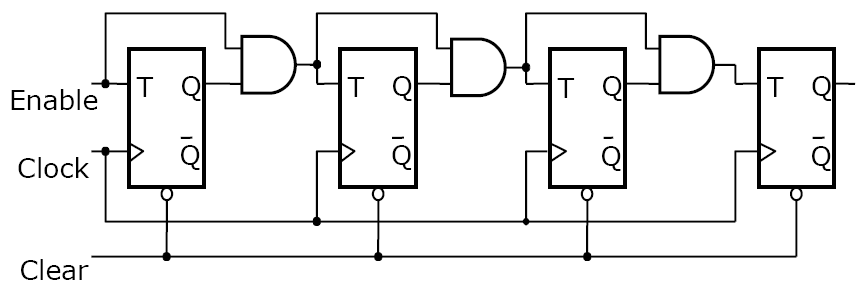 T Q T Q T Q T Q
Enable
Q̅ Q̅ Q̅ Q̅
Clock
Clear